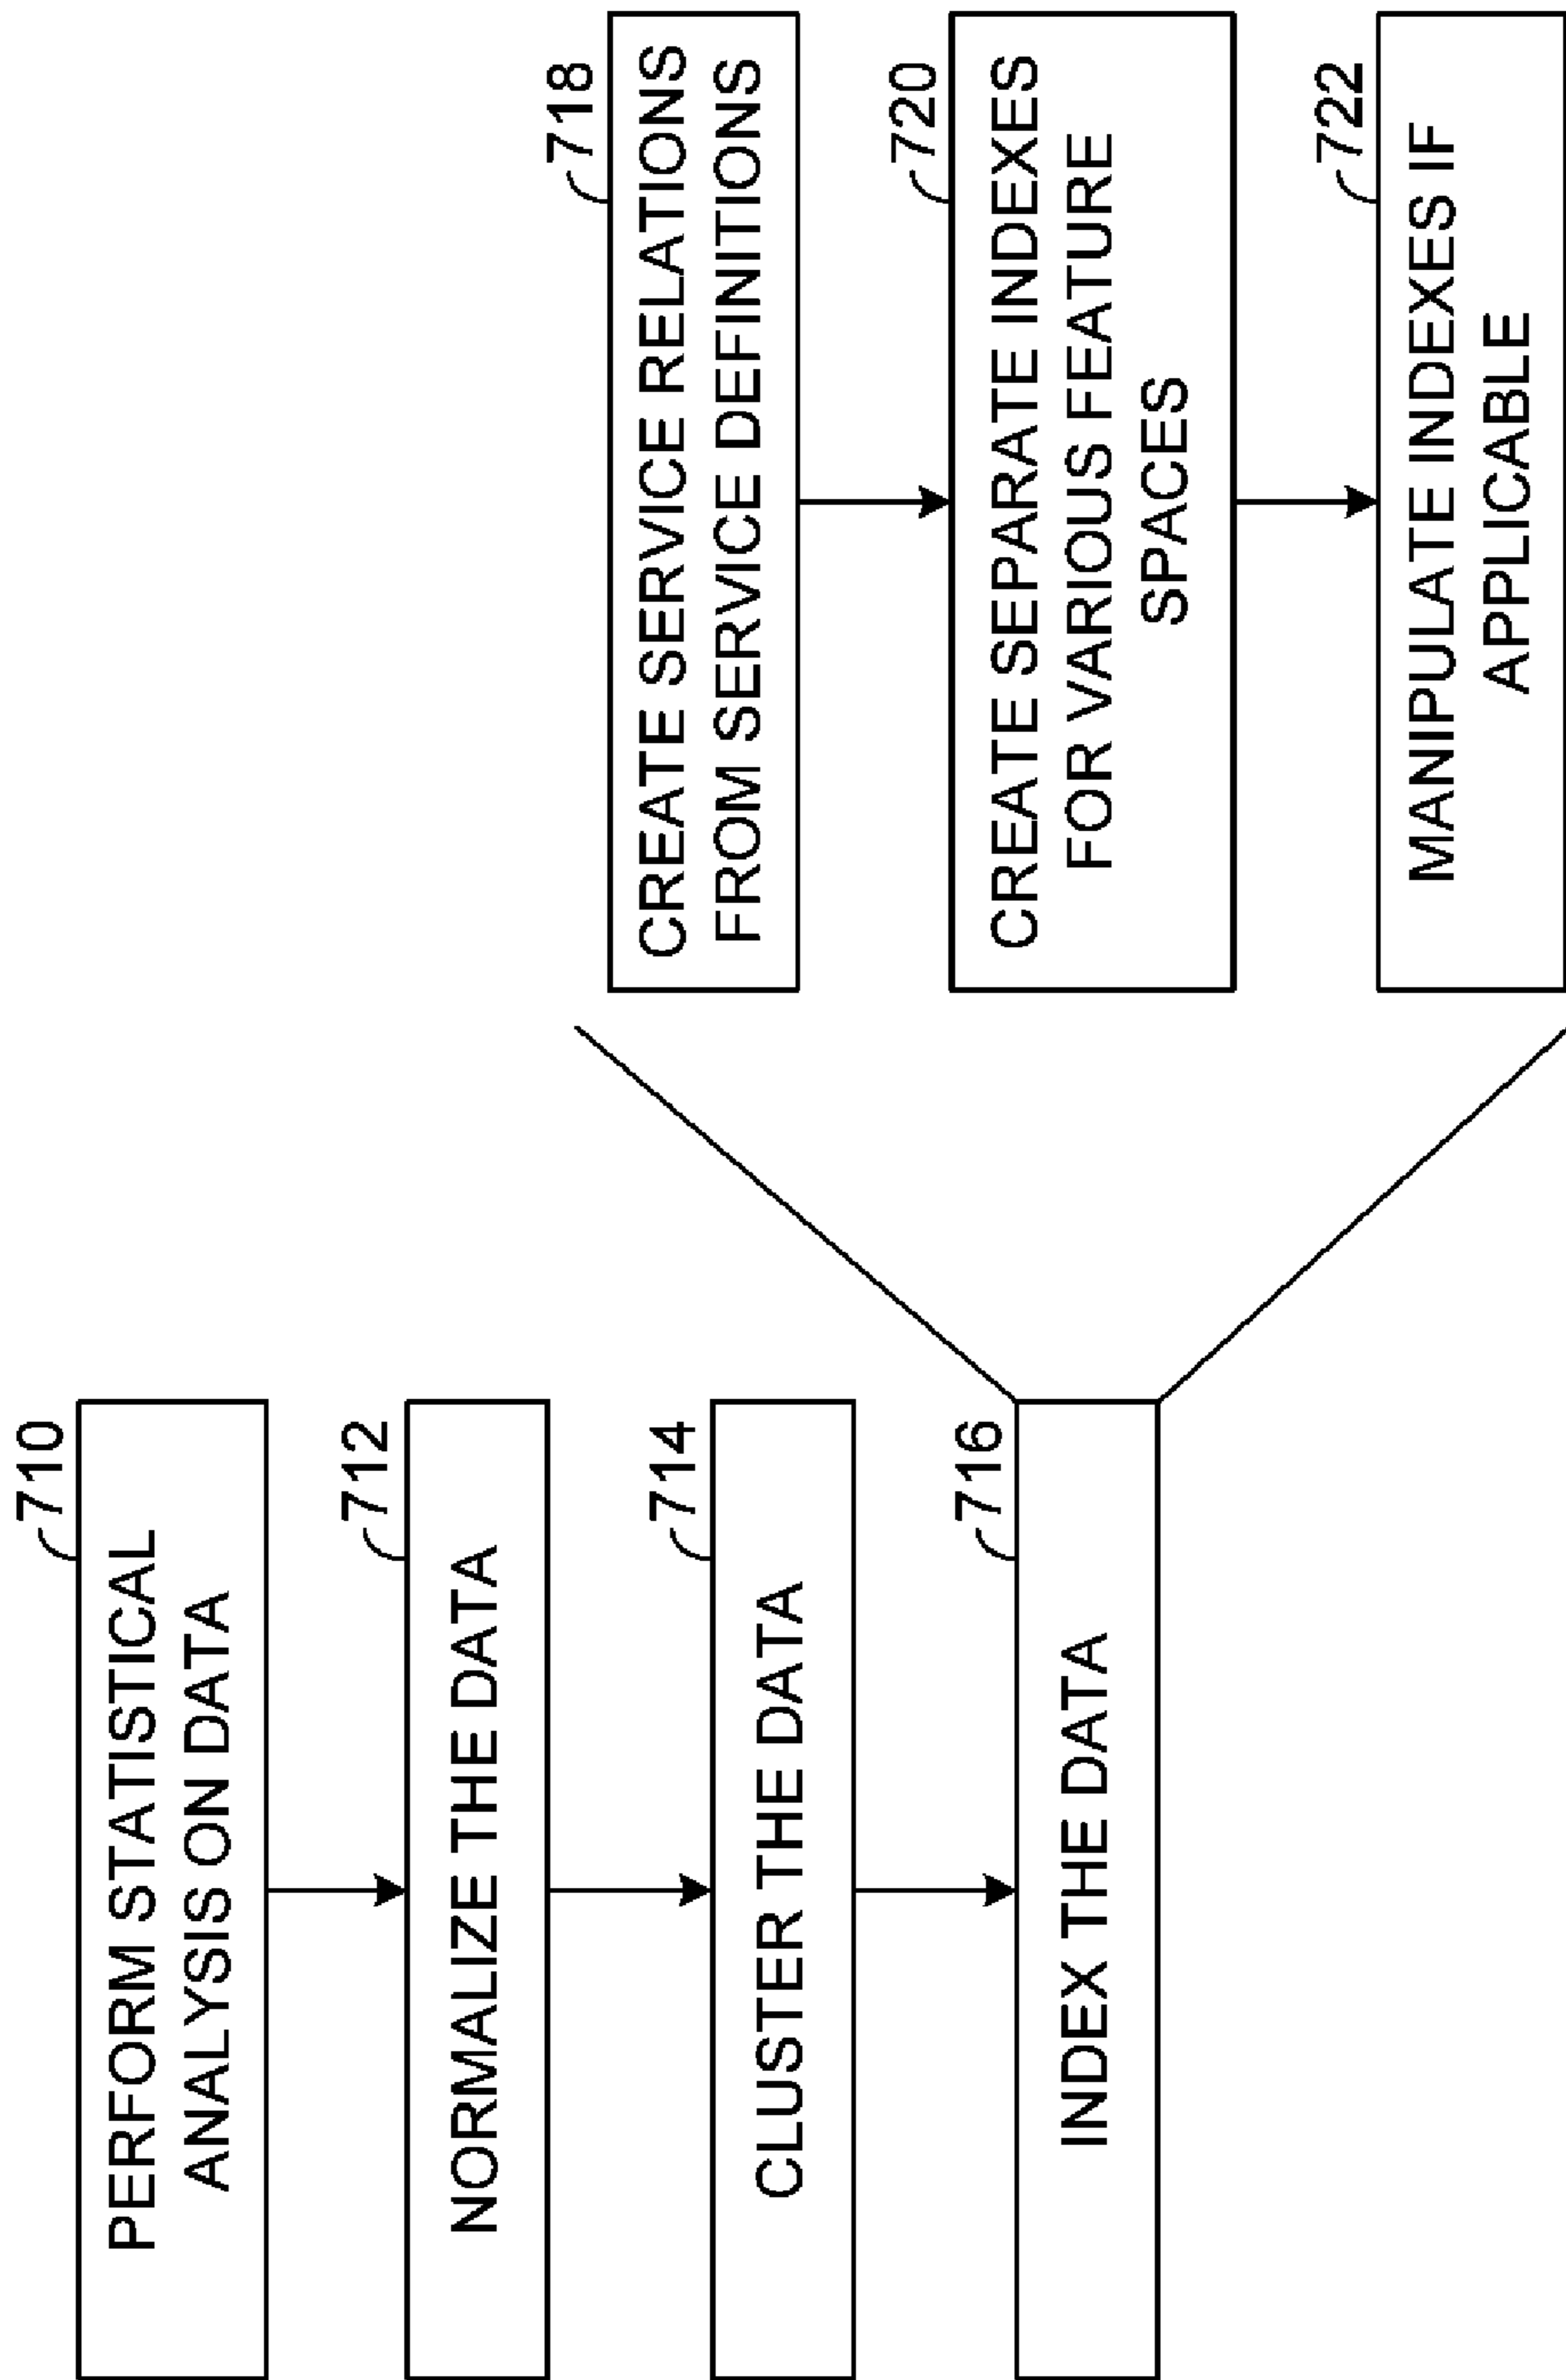 710
PERFORM STATISTICAL
ANALYSIS ON DATA
712
NORMALIZE THE DATA
714
CLUSTER THE DATA
716
INDEX THE DATA
718
CREATE SERVICE RELATIONS
FROM SERVICE DEFINITIONS
720
CREATE SEPARATE INDEXES
FOR VARIOUS FEATURE
SPACES
722
MANIPULATE INDEXES IF
APPLICABLE